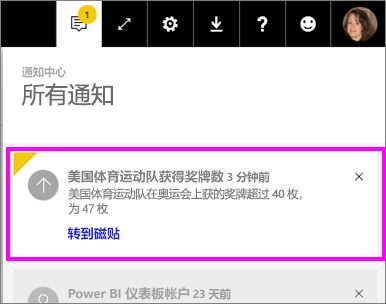 1
?
通知中心
所有通知
美国体育运动队获得奖牌数 3 分钟前
美国体育运动队在奥运会上获的奖牌超过 40 枚，
为 47 枚
转到磁贴
Power BI 仪表板帐户 23 天前